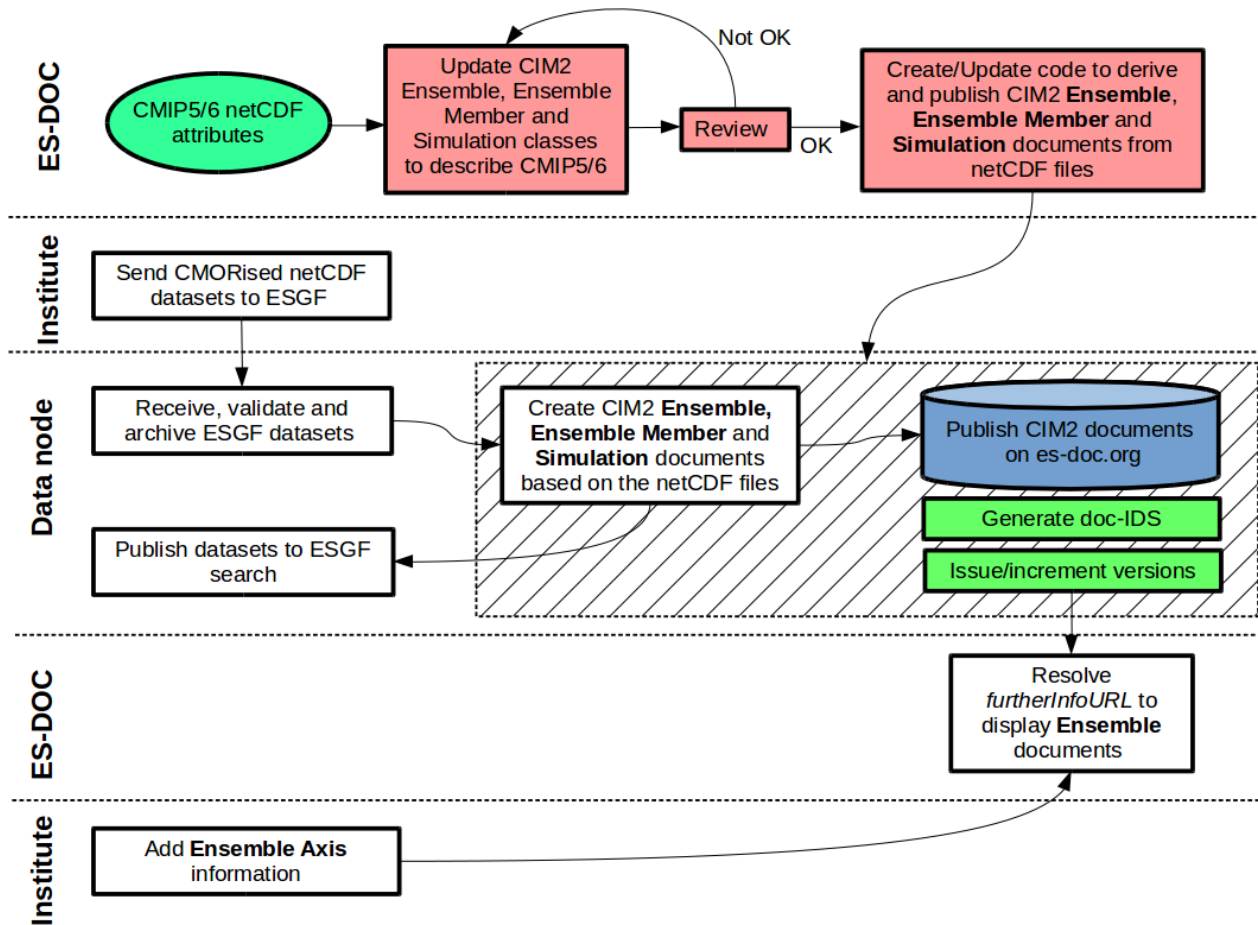 ES-DOC
CMIP5/6 netCDF
attributes
Update CIM2
Ensemble, Ensemble
Member and
Simulation classes
to describe CMIP5/6
Not OK
Review
OK
Create/Update code to derive
and publish CIM2 Ensemble,
Ensemble Member and
Simulation documents from
netCDF files
Institute
Send CMORised netCDF
datasets to ESGF
Data node
Receive, validate and
archive ESGF datasets
Create CIM2 Ensemble,
Ensemble Member and
Simulation documents
based on the netCDF files
Publish CIM2 documents
on es-doc.org
Generate doc-IDS
Issue/increment versions
Publish datasets to ESGF
search
ES-DOC
Resolve
furtherInfoURL to
display Ensemble
documents
Institute
Add Ensemble Axis
information